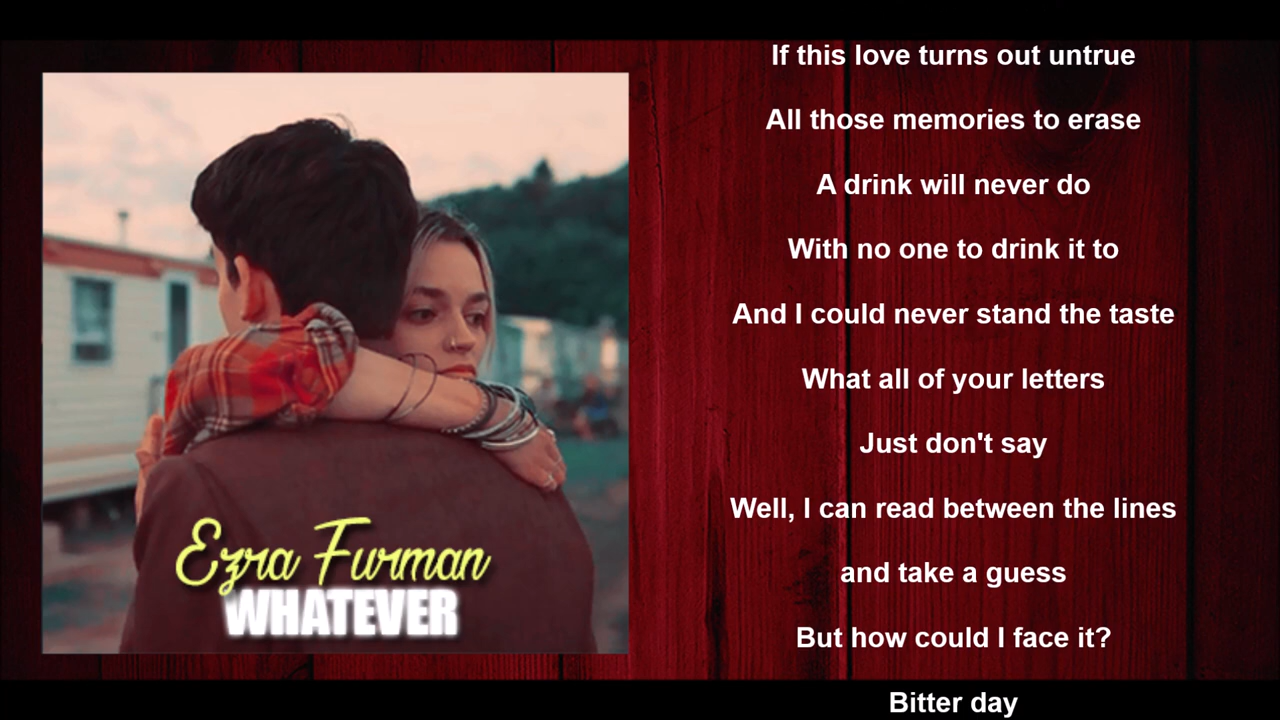 Ezra Furman
WHATEVER
If this love turns out untrue
All those memories to erase
A drink will never do
With no one to drink it to
And I could never stand the taste
What all of your letters
Just don't say
Well, I can read between the lines
and take a guess
But how could I face it?
Bitter day